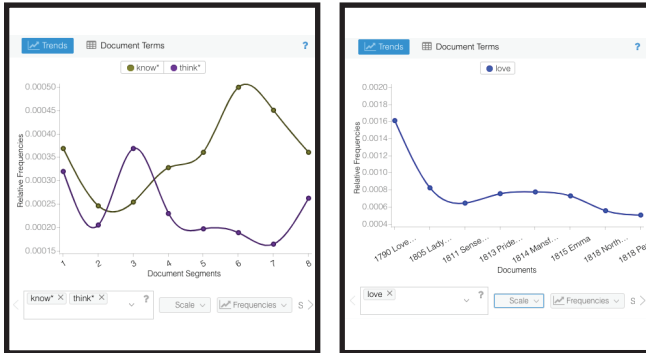 Trends Document Terms ?
know* think*
0.00050
0.00045
0.00040
0.00035
0.00030
0.00025
0.00020
0.00015
Relative Frequencies
1 2 3 4 5 6 7 8
Document Segments
know* × think* × ? Scale Frequencies S
Trends Document Terms ?
love
0.0020
0.0018
0.0016
0.0014
0.0012
0.0010
0.0008
0.0006
0.0004
Relative Frequencies
1790 Love… 1805 Lady… 1811 Sense… 1813 Pride… 1814 Mansf… 1815 Emma 1818 North… 1818 Pe
Documents
love × ? Scale Frequencies S